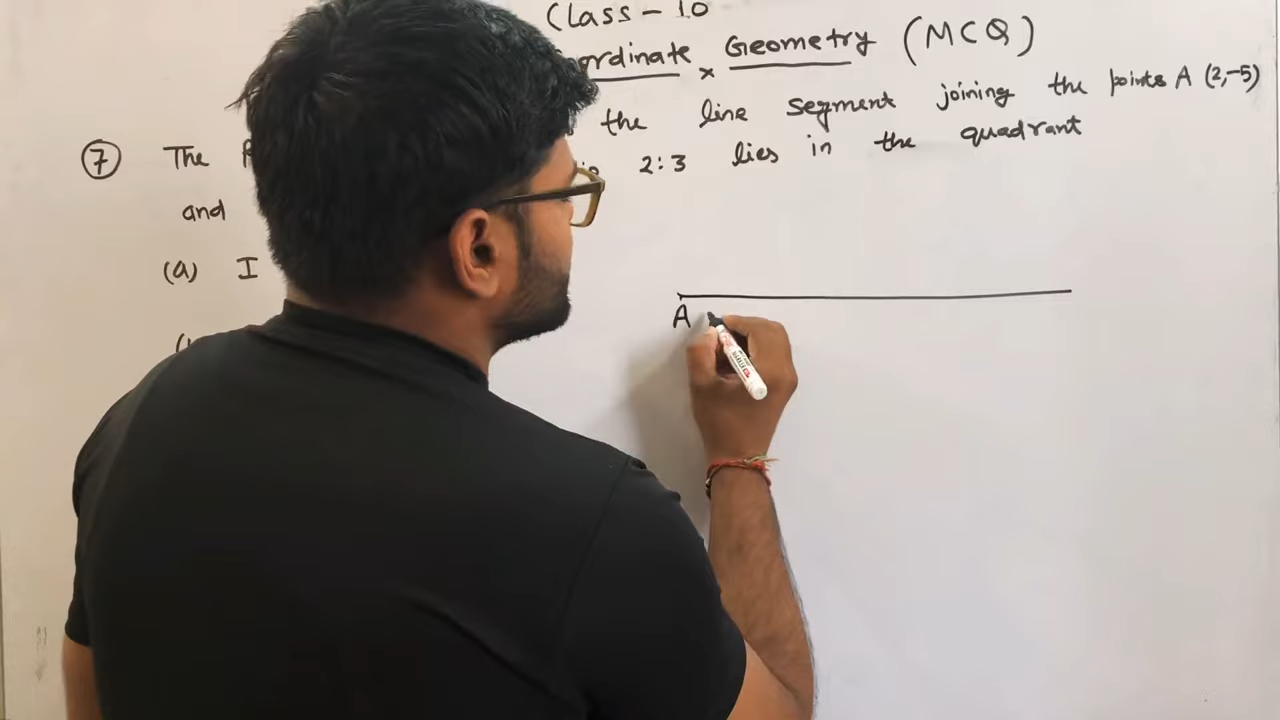 Class - 10
ordinate Geometry (MCQ)
the line segment joining the points A (2,-5)
7 The
2:3 lies in the quadrant
and
(a) I
A